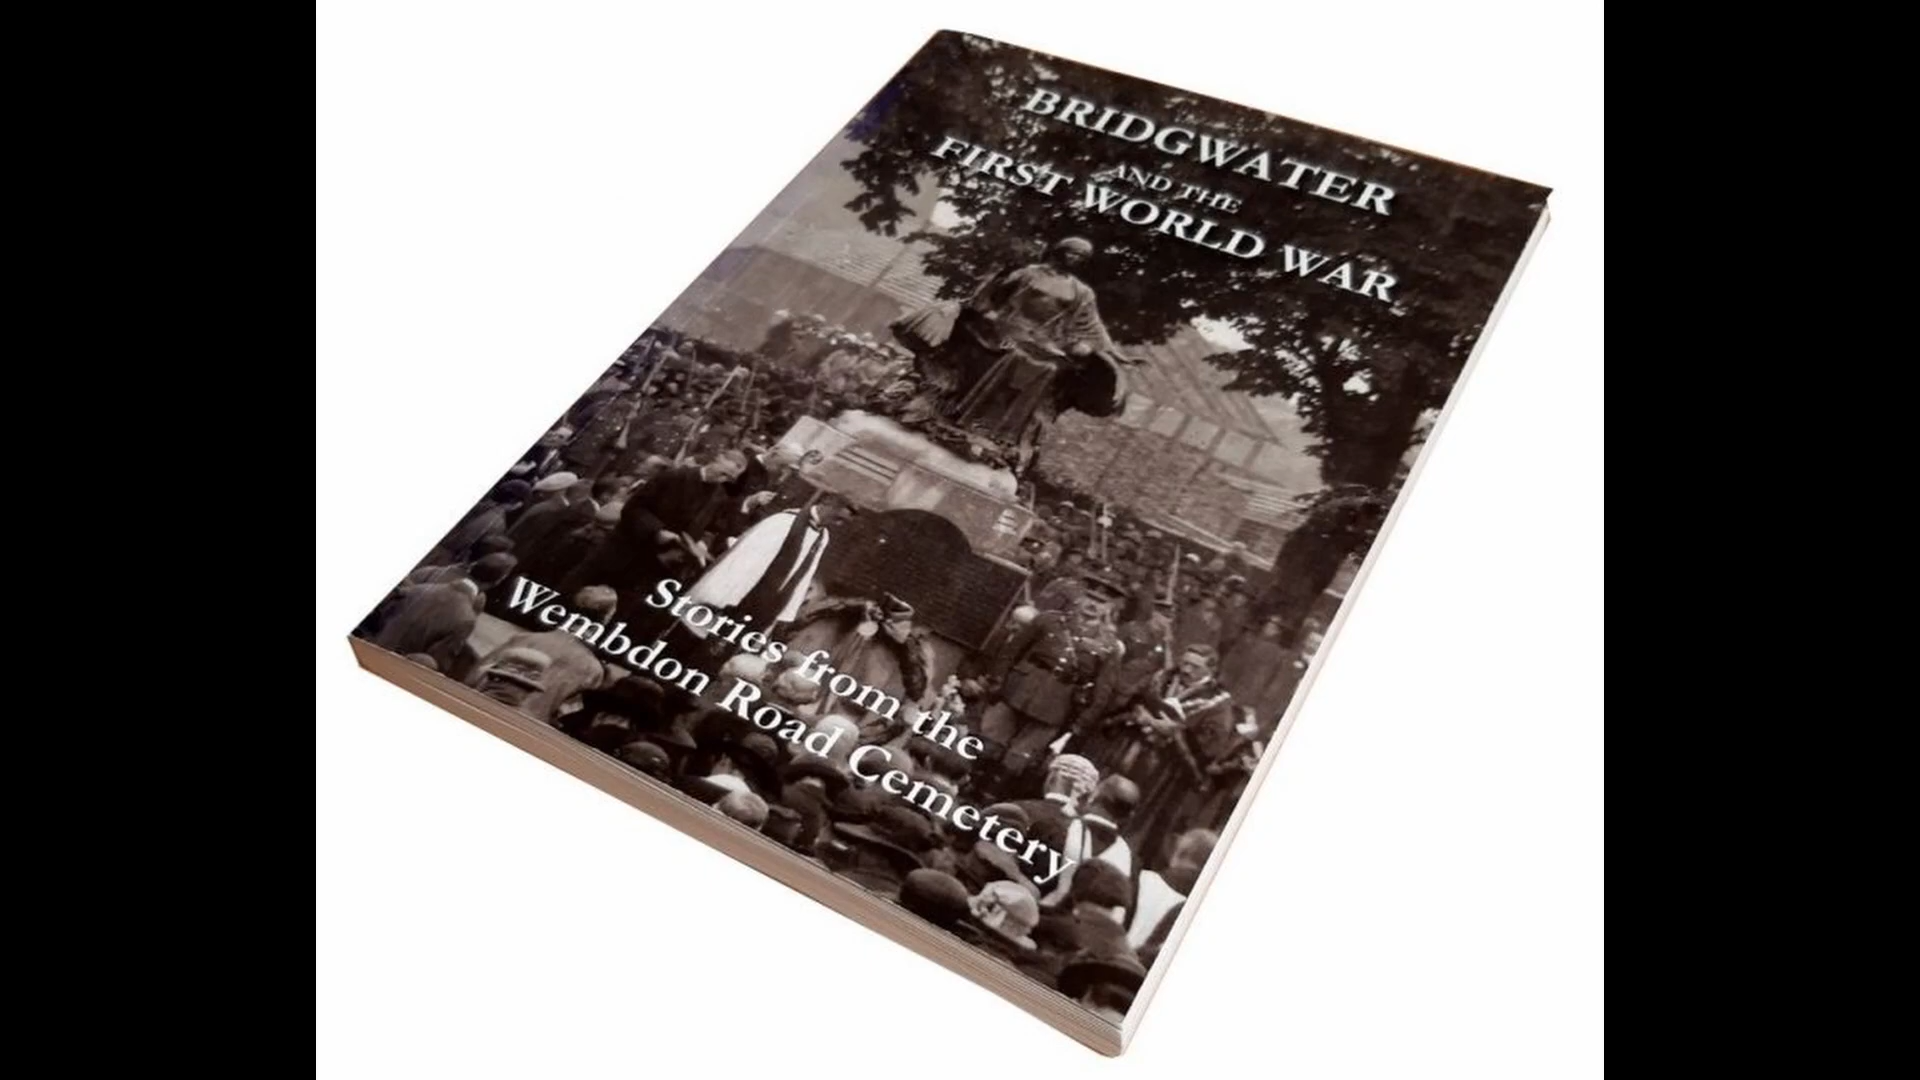 BRIDGWATER
AND THE
FIRST WORLD WAR
Stories from the
Wembdon Road Cemetery